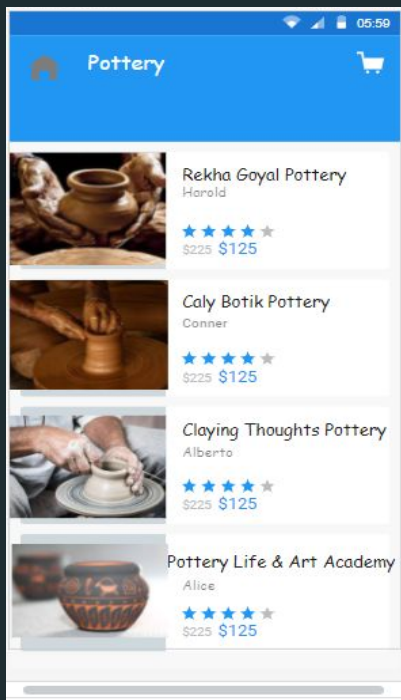 05:59
Pottery
Rekha Goyal Pottery
Harold
$225 $125
Caly Botik Pottery
Conner
$225 $125
Claying Thoughts Pottery
Alberto
$225 $125
Pottery Life & Art Academy
Alice
$225 $125